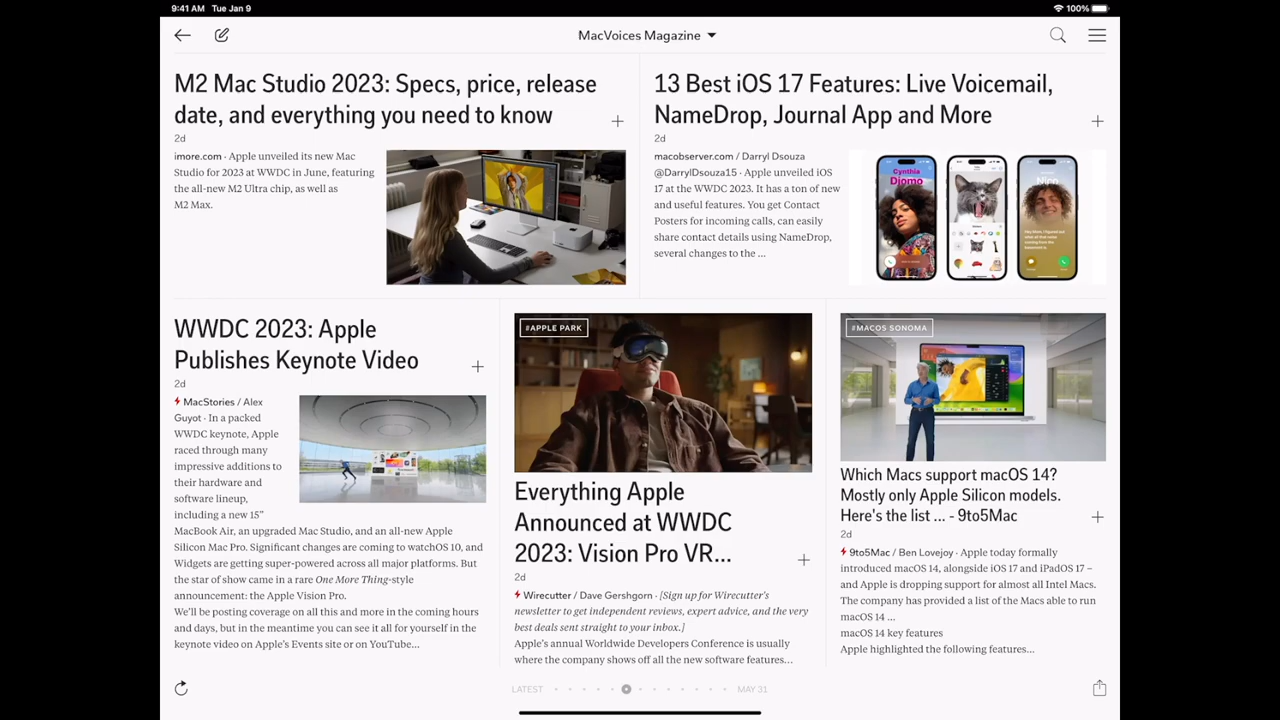 9:41 AM Tue Jan 9
100%
MacVoices Magazine
M2 Mac Studio 2023: Specs, price, release
date, and everything you need to know
2d
imore.com · Apple unveiled its new Mac
Studio for 2023 at WWDC in June, featuring
the all-new M2 Ultra chip, as well as
M2 Max.
13 Best iOS 17 Features: Live Voicemail,
NameDrop, Journal App and More
2d
macobserver.com / Darryl Dsouza
@DarrylDsouza15 · Apple unveiled iOS
17 at the WWDC 2023. It has a ton of new
and useful features. You get Contact
Posters for incoming calls, can easily
share contact details using NameDrop,
several changes to the ...
Cynthia
Djomo
Nico
WWDC 2023: Apple
Publishes Keynote Video
2d
MacStories / Alex
Guyot · In a packed
WWDC keynote, Apple
raced through many
impressive additions to
their hardware and
software lineup,
including a new 15”
MacBook Air, an upgraded Mac Studio, and an all-new Apple
Silicon Mac Pro. Significant changes are coming to watchOS 10, and
Widgets are getting super-powered across all major platforms. But
the star of show came in a rare One More Thing-style
announcement: the Apple Vision Pro.
We’ll be posting coverage on all this and more in the coming hours
and days, but in the meantime you can see it all for yourself in the
keynote video on Apple’s Events site or on YouTube...
#APPLE PARK
Everything Apple
Announced at WWDC
2023: Vision Pro VR...
2d
Wirecutter / Dave Gershgorn · [Sign up for Wirecutter’s
newsletter to get independent reviews, expert advice, and the very
best deals sent straight to your inbox.]
Apple’s annual Worldwide Developers Conference is usually
where the company shows off all the new software features...
#MACOS SONOMA
Which Macs support macOS 14?
Mostly only Apple Silicon models.
Here's the list ... - 9to5Mac
2d
9to5Mac / Ben Lovejoy · Apple today formally
introduced macOS 14, alongside iOS 17 and iPadOS 17 –
and Apple is dropping support for almost all Intel Macs.
The company has provided a list of the Macs able to run
macOS 14 ...
macOS 14 key features
Apple highlighted the following features...
LATEST
MAY 31